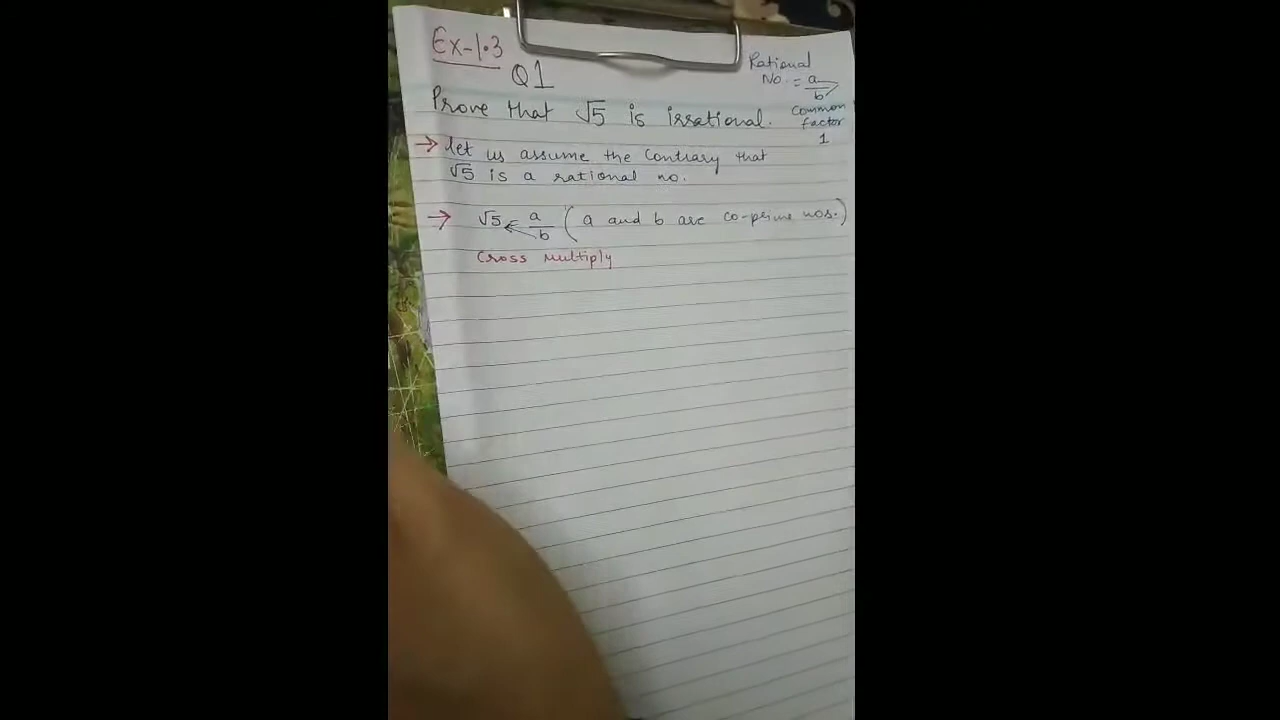 Ex-1.3
Q1
Rational
No. = a/b
Common
factor
1
Prove that √5 is irrational.
→ let us assume the contrary that
√5 is a rational no.
→ √5 = a/b (a and b are co-prime nos.)
Cross multiply